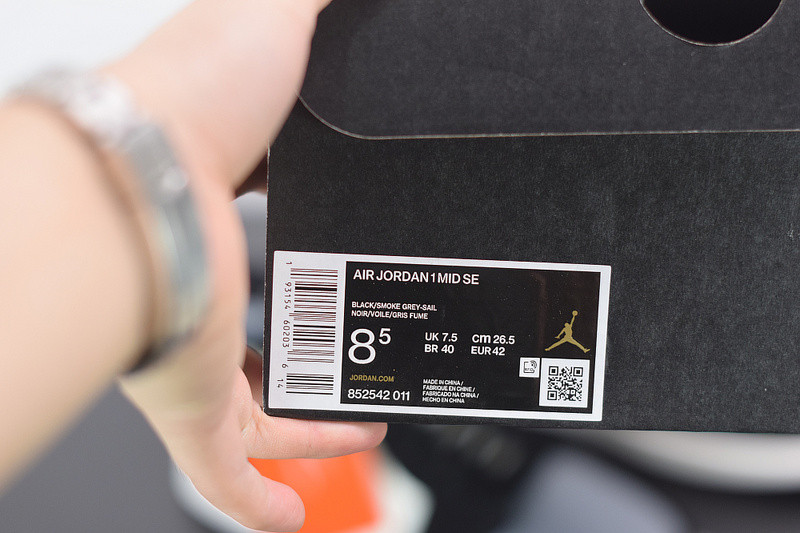 AIR JORDAN 1 MID SE
BLACK/SMOKE GREY-SAIL
NOIR/VOILE/GRIS FUME
8 5
UK 7.5 cm 26.5
BR 40 EUR 42
JORDAN.COM
852542 011
MADE IN CHINA /
FABRIQUE EN CHINE /
FABRICADO NA CHINA /
HECHO EN CHINA
1 93154 60203 6 14